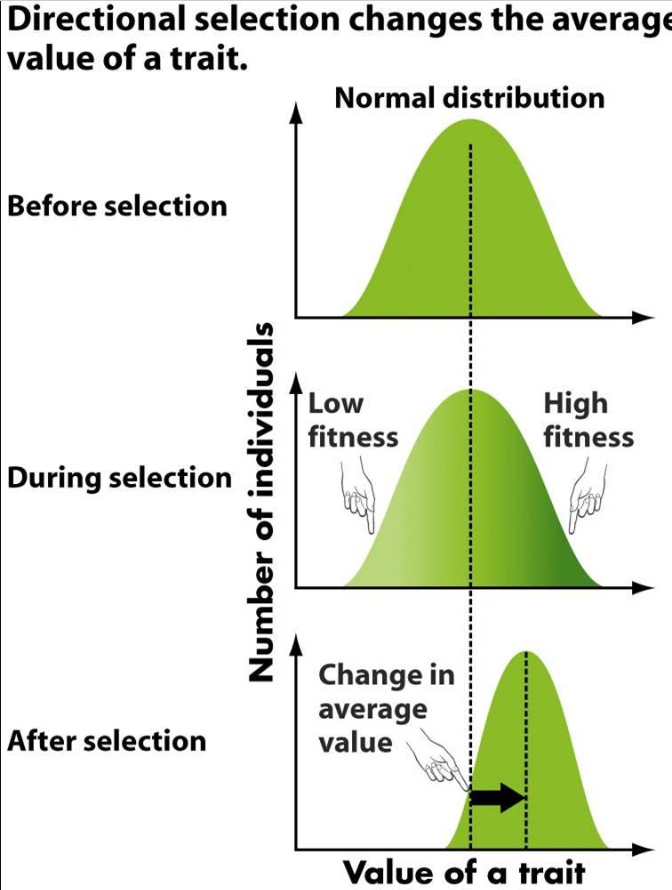 Directional selection changes the average
value of a trait.
Normal distribution
Before selection
Number of individuals
Low
fitness
High
fitness
During selection
Change in
average
value
After selection
Value of a trait